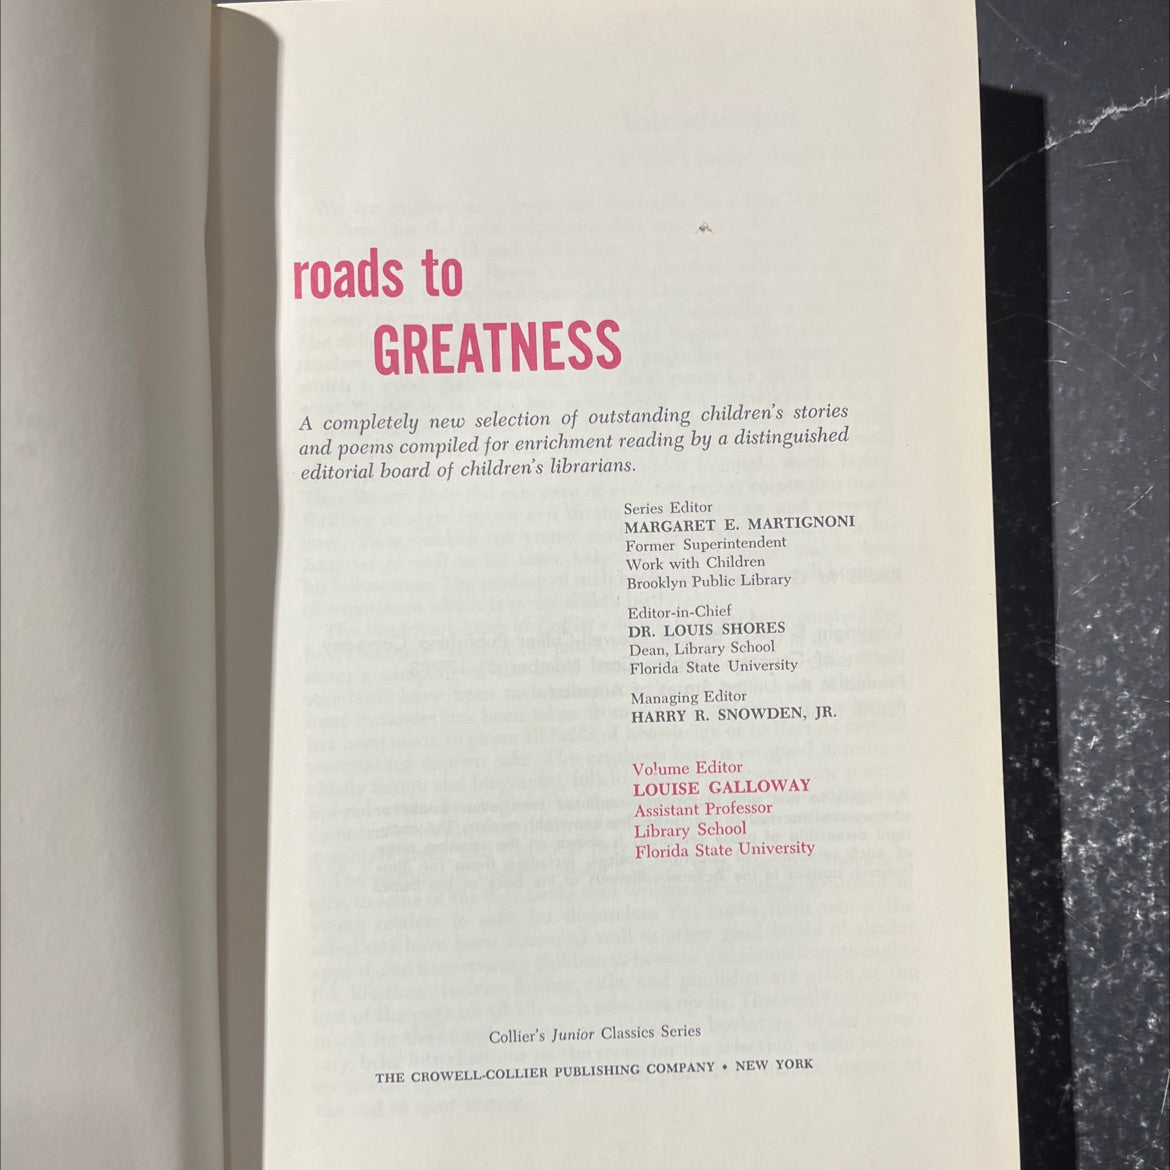 roads to
GREATNESS
A completely new selection of outstanding children's stories
and poems compiled for enrichment reading by a distinguished
editorial board of children's librarians.
Series Editor
MARGARET E. MARTIGNONI
Former Superintendent
Work with Children
Brooklyn Public Library
Editor-in-Chief
DR. LOUIS SHORES
Dean, Library School
Florida State University
Managing Editor
HARRY R. SNOWDEN, JR.
Volume Editor
LOUISE GALLOWAY
Assistant Professor
Library School
Florida State University
Collier's Junior Classics Series
THE CROWELL-COLLIER PUBLISHING COMPANY • NEW YORK